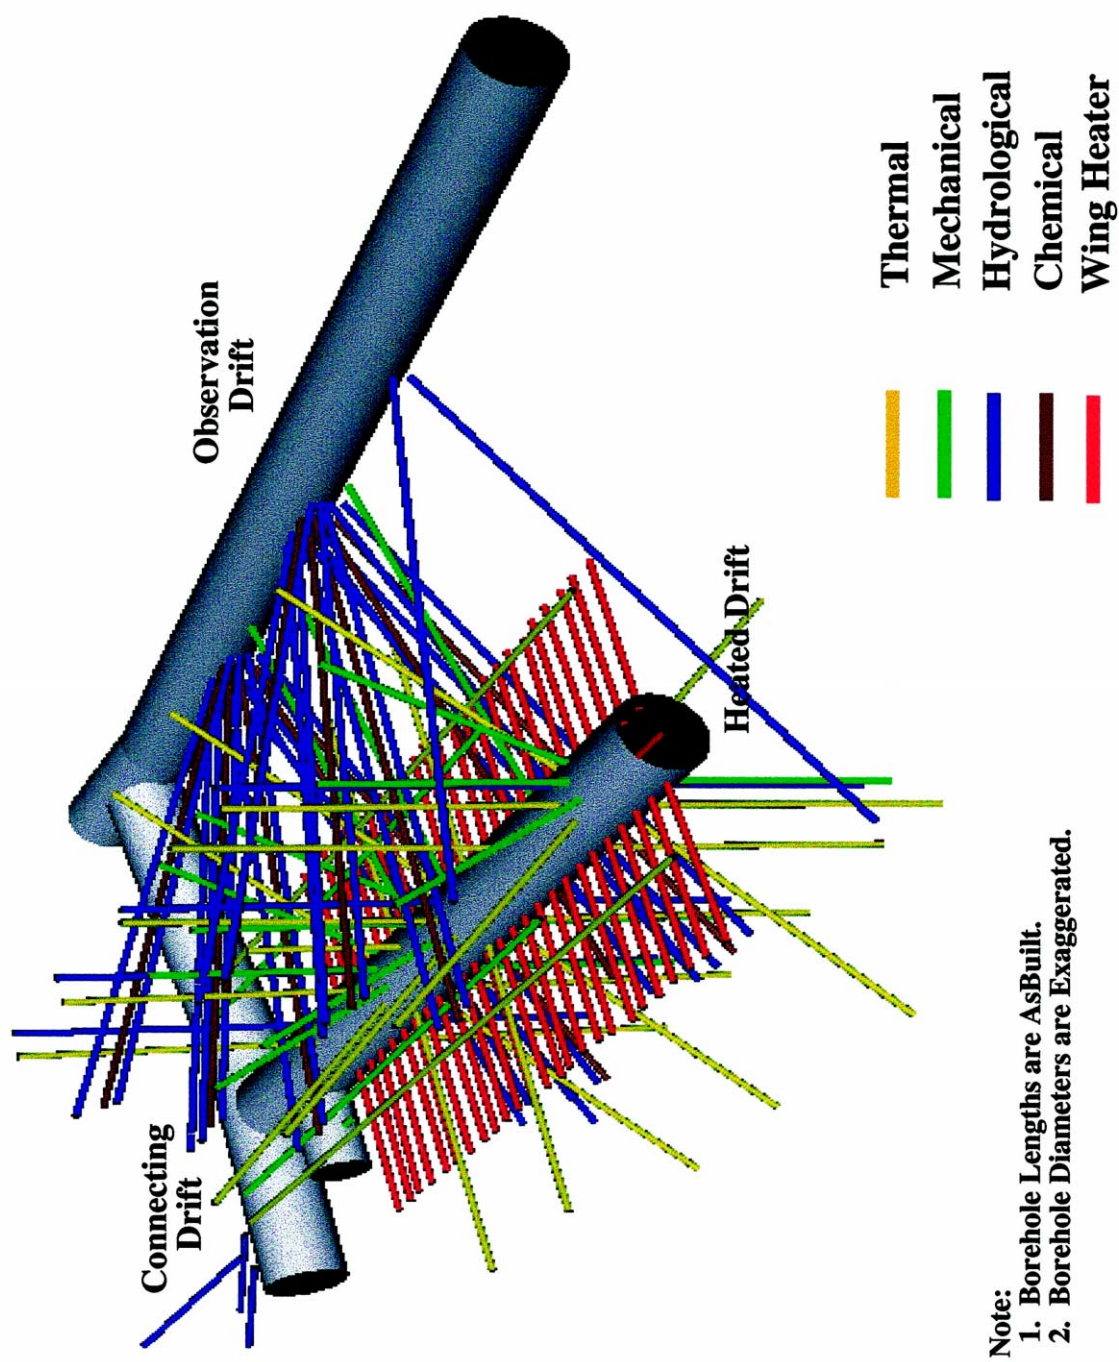 Observation
Drift
Connecting
Drift
Heated Drift
Thermal
Mechanical
Hydrological
Chemical
Wing Heater
Note:
1. Borehole Lengths are AsBuilt.
2. Borehole Diameters are Exaggerated.